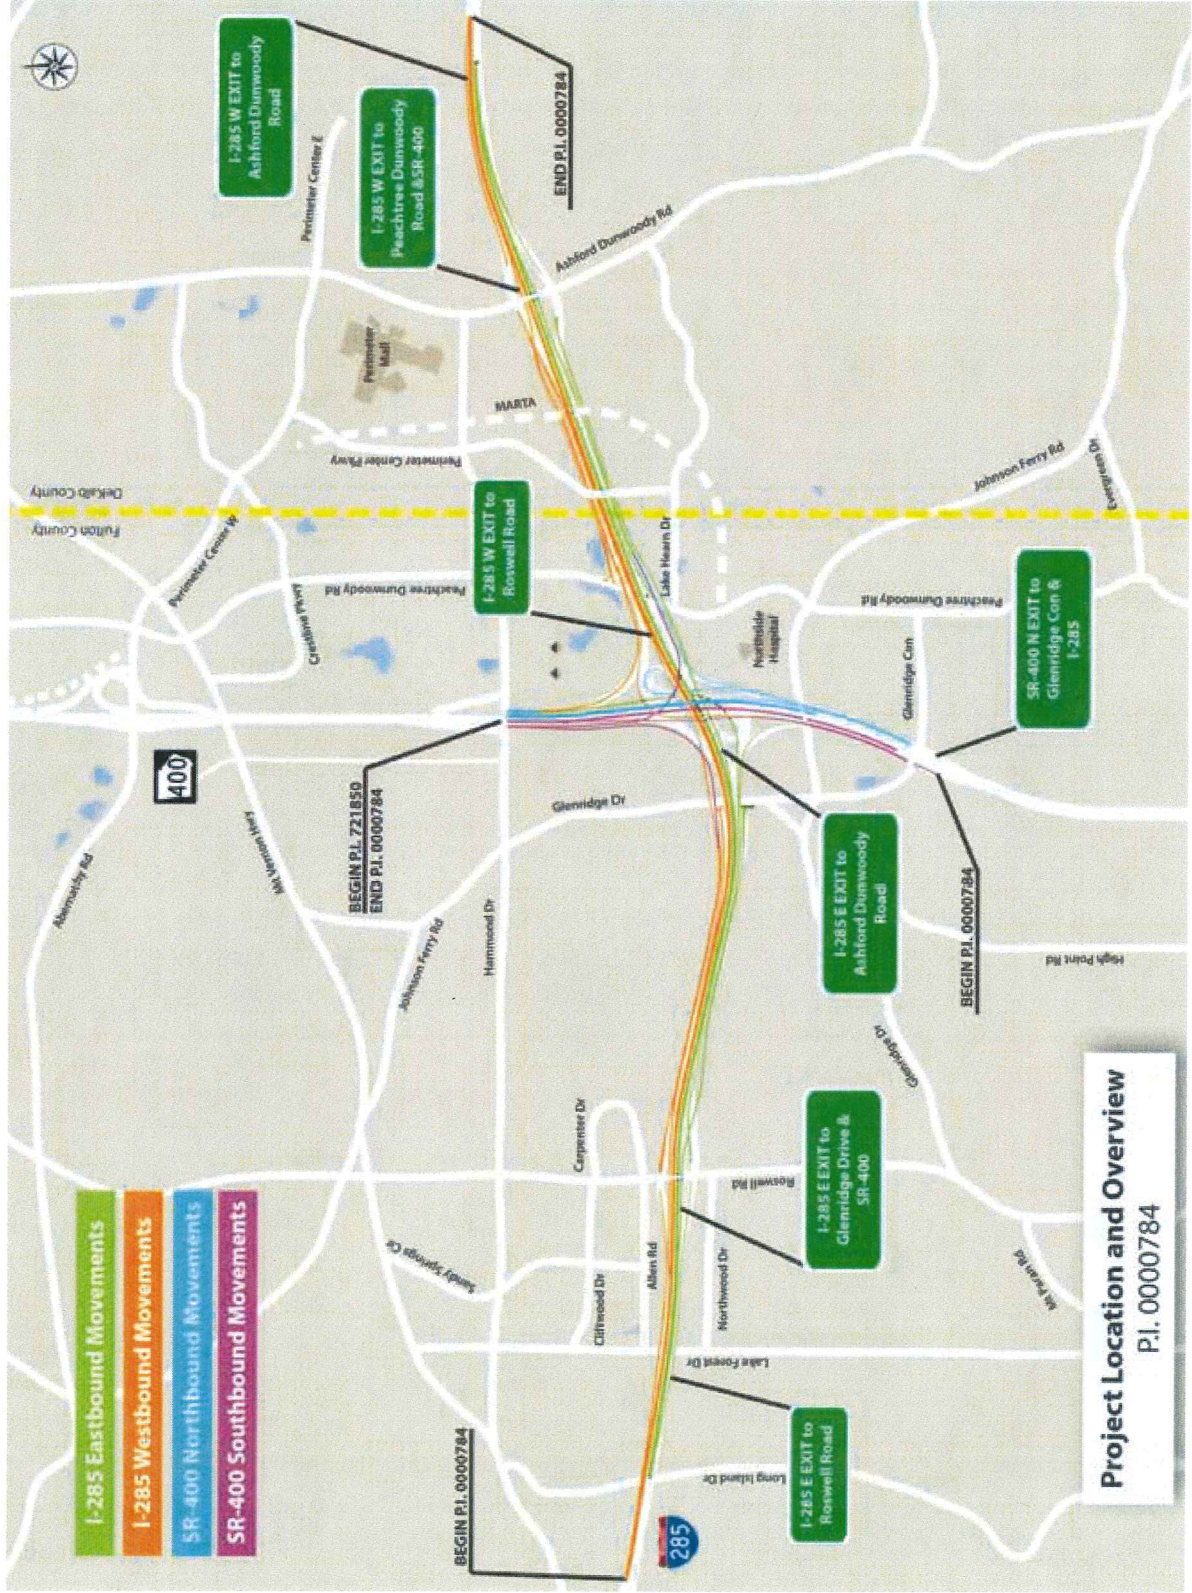 I-285 Eastbound Movements
I-285 Westbound Movements
SR-400 Northbound Movements
SR-400 Southbound Movements
Abernathy Rd
400
Mt Vernon Hwy
Perimeter Center W
Crestline Pkwy
Fulton County
DeKalb County
Perimeter Center E
I-285 W EXIT to
Ashford Dunwoody
Road
I-285 W EXIT to
Peachtree Dunwoody
Road &SR-400
Perimeter
Mall
Perimeter Center Pkwy
MARTA
Peachtree Dunwoody Rd
I-285 W EXIT to
Roswell Road
BEGIN P.I. 721850
END P.I. 0000784
Johnson Ferry Rd
Hammond Dr
Glenridge Dr
Sandy Springs Cir
BEGIN P.I. 0000784
END P.I. 0000784
Ashford Dunwoody Rd
Carpenter Dr
Cliftwood Dr
Allen Rd
Lake Hearn Dr
285
Long Island Dr
Lake Forest Dr
Northwood Dr
Roswell Rd
Northside
Hospital
I-285 E EXIT to
Roswell Road
I-285 E EXIT to
Glenridge Drive &
SR-400
I-285 E EXIT to
Ashford Dunwoody
Road
Glenridge Dr
Glenridge Con
Peachtree Dunwoody Rd
Johnson Ferry Rd
Evergreen Dr
BEGIN P.I. 0000784
SR-400 N EXIT to
Glenridge Con &
I-285
High Point Rd
Mt Paran Rd
Project Location and Overview
P.I. 0000784